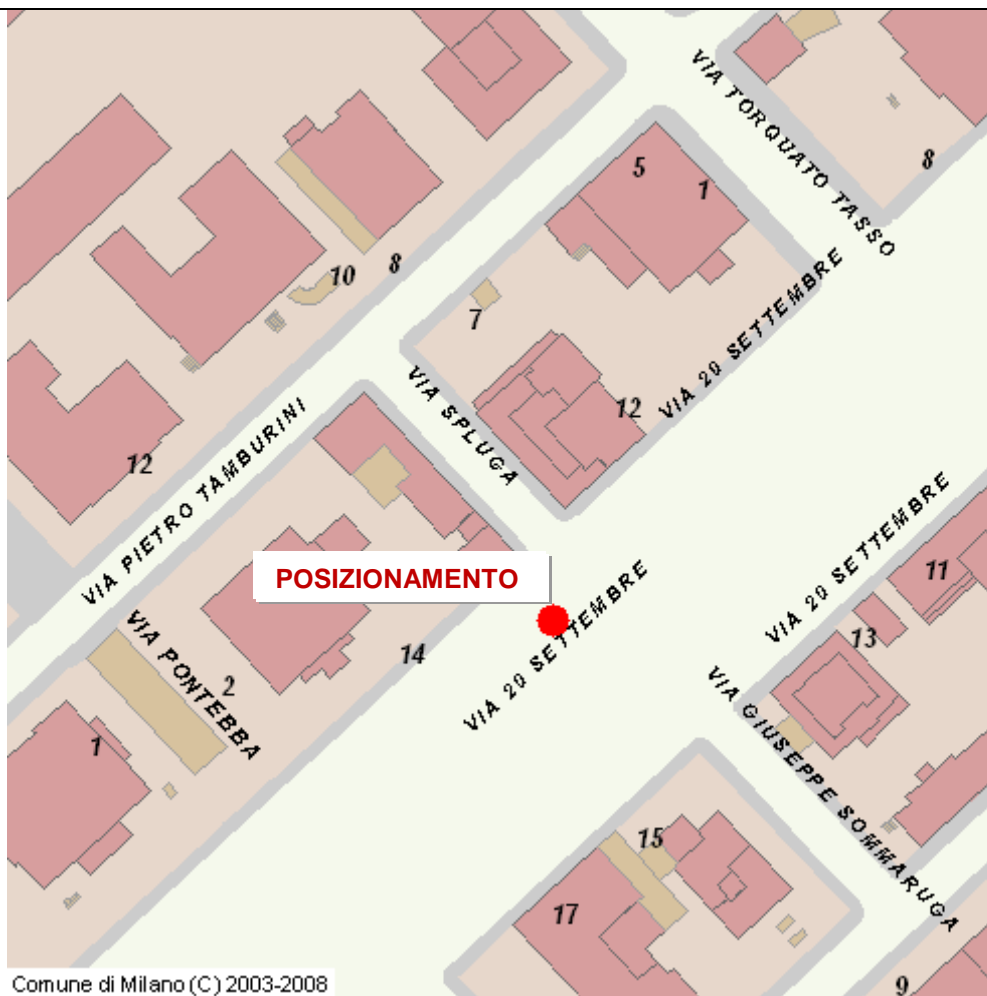 VIA TORQUATO TASSO
8
5
1
10
8
7
VIA 20 SETTEMBRE
VIA SPLUGA
12
12
VIA PIETRO TAMBURINI
VIA 20 SETTEMBRE
11
POSIZIONAMENTO
VIA 20 SETTEMBRE
13
14
VIA PONTEBBA
2
1
VIA GIUSEPPE SOMMARUGA
15
17
9
Comune di Milano (C) 2003-2008